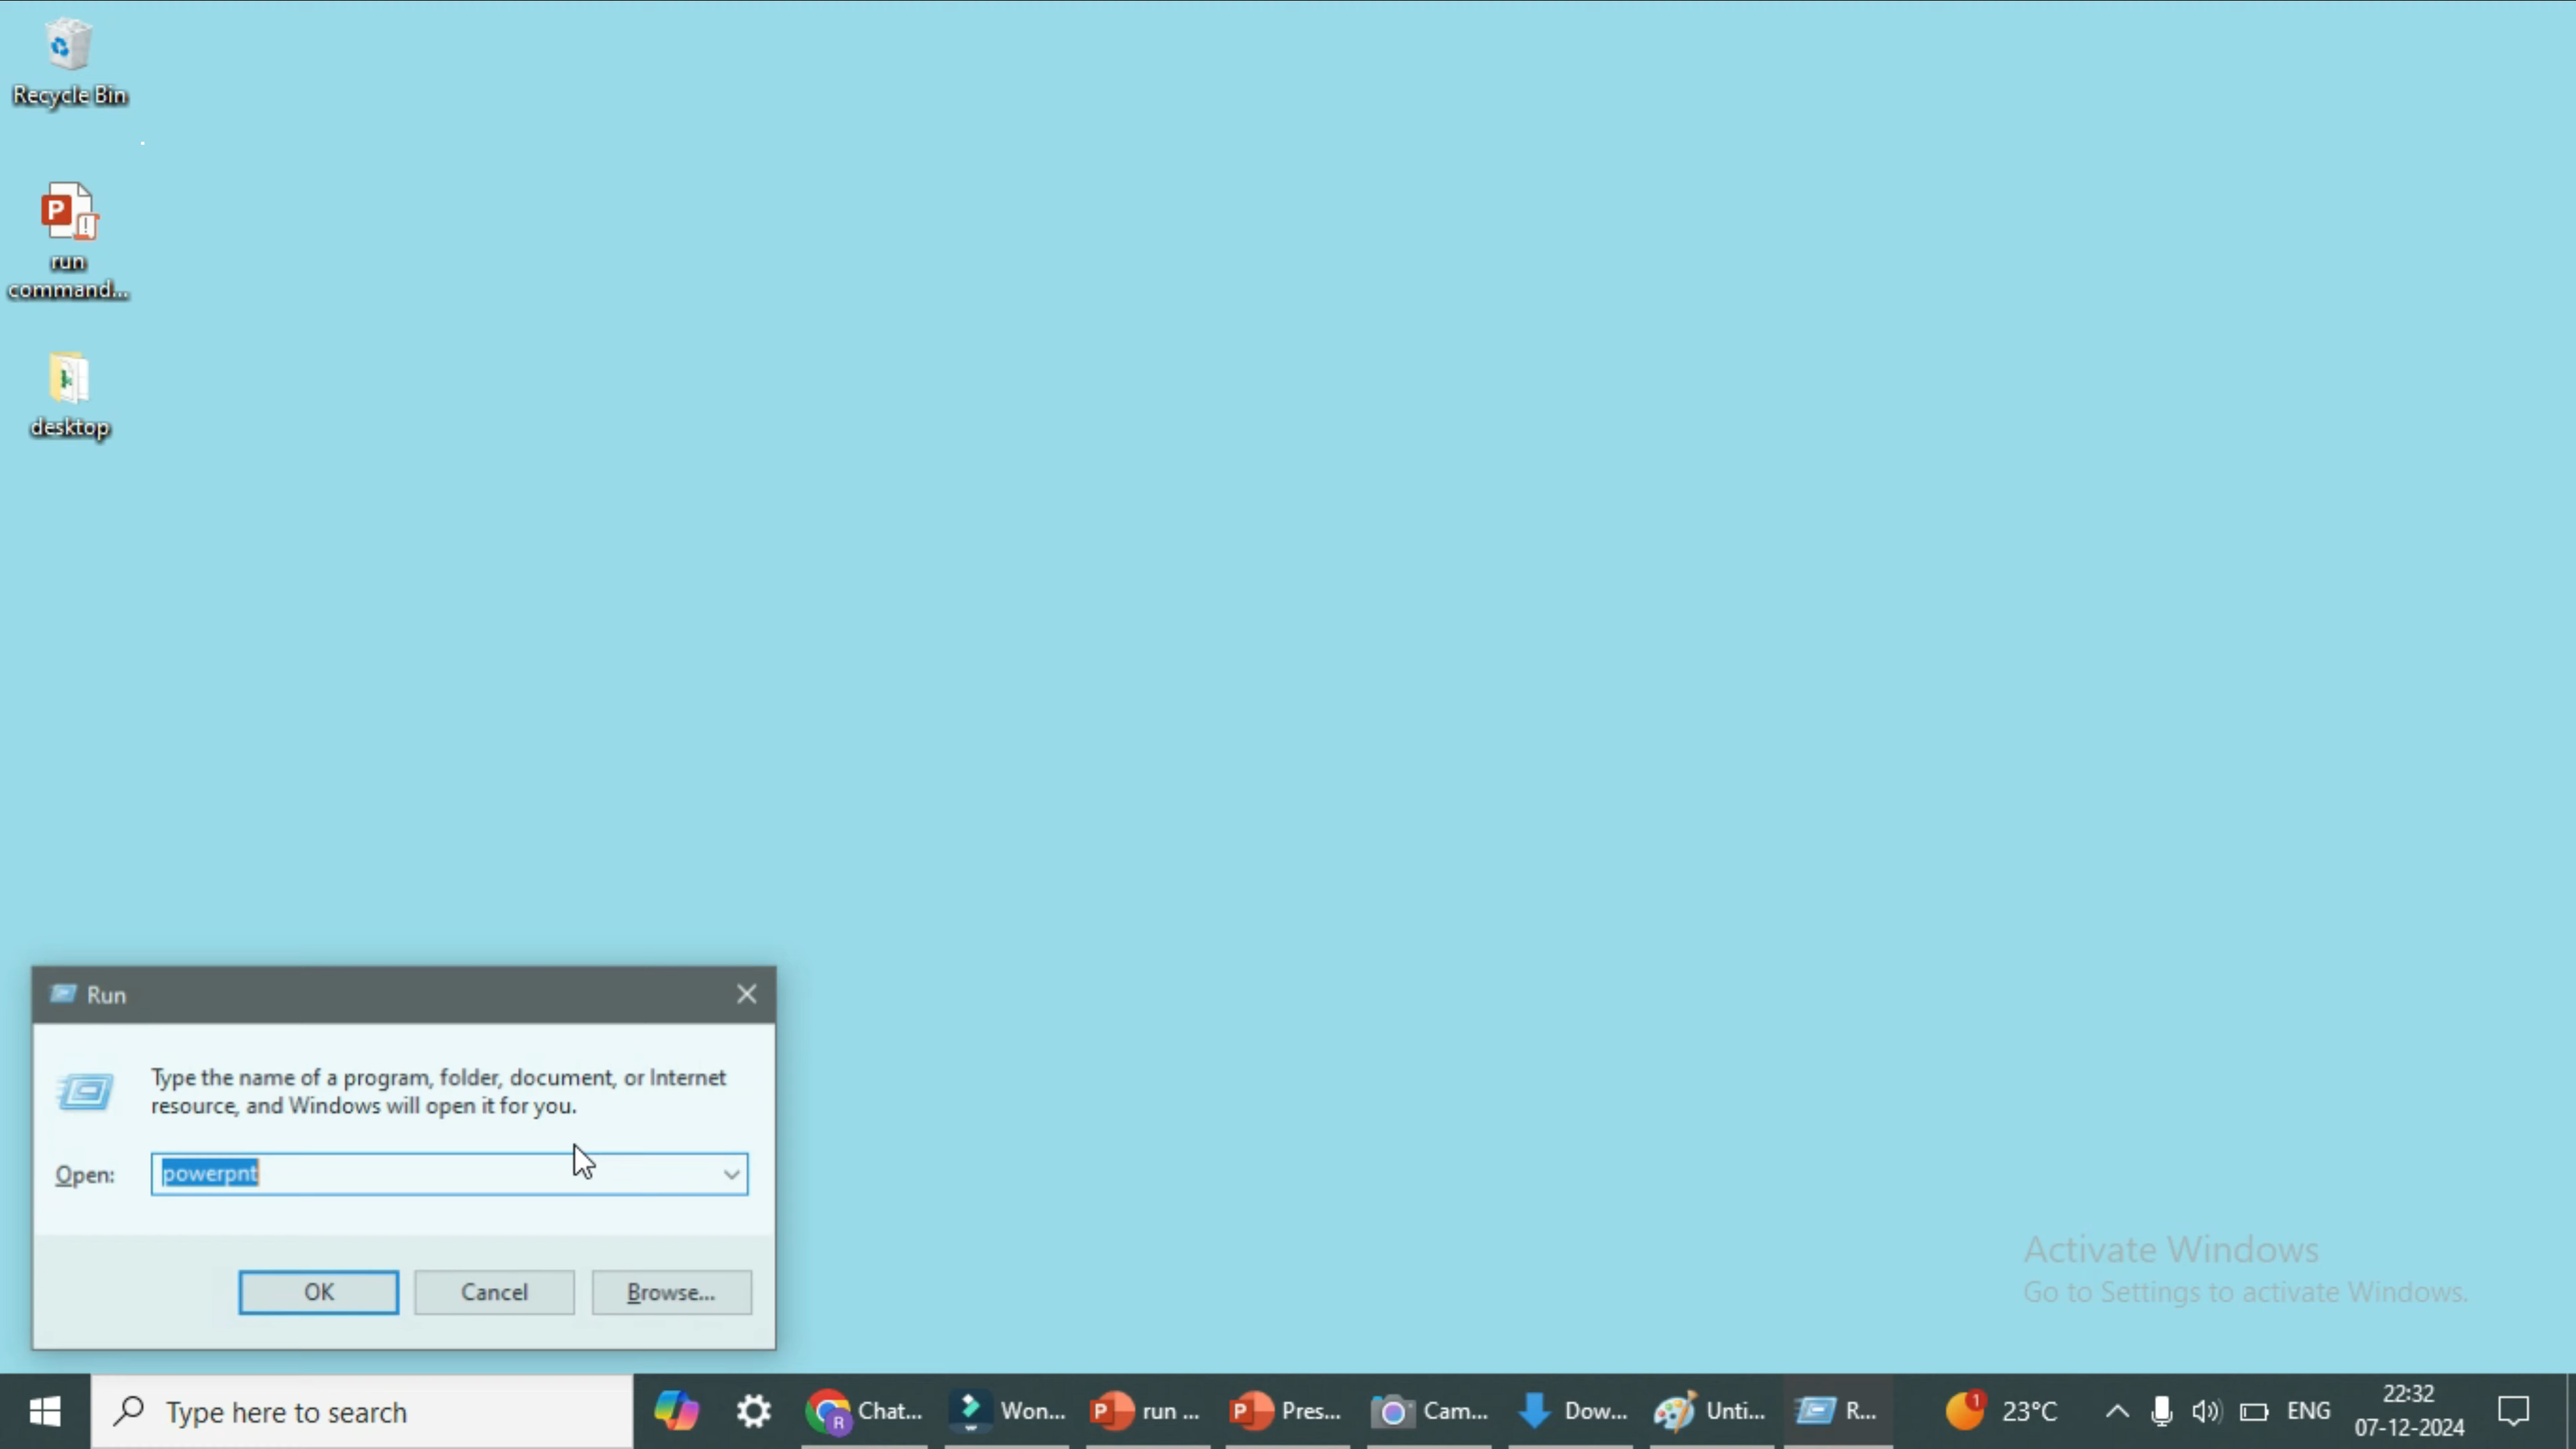 Recycle Bin
run
command...
desktop
Run
Type the name of a program, folder, document, or Internet
resource, and Windows will open it for you.
Open:
powerpnt
OK
Cancel
Browse...
Activate Windows
Go to Settings to activate Windows.
Type here to search
R
Chat...
Won...
P
run ...
P
Pres...
Cam...
Dow...
Unti...
R...
1
23°C
ENG
22:32
07-12-2024